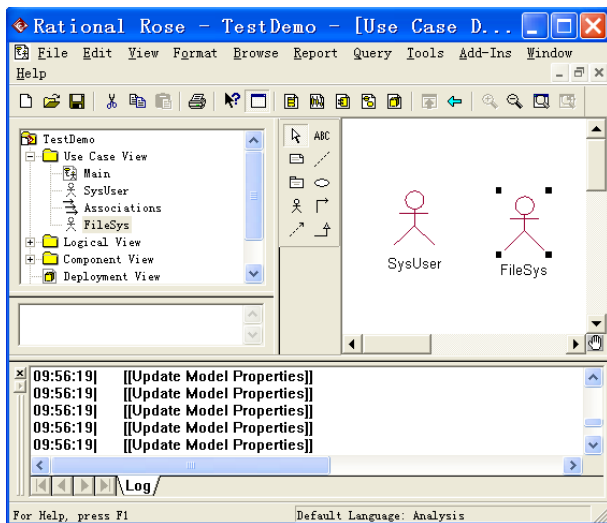 Rational Rose - TestDemo - [Use Case D...
File Edit View Format Browse Report Query Tools Add-Ins Window
Help
TestDemo
Use Case View
Main
SysUser
Associations
FileSys
Logical View
Component View
Deployment View
ABC
SysUser
FileSys
09:56:19| [[Update Model Properties]]
09:56:19| [[Update Model Properties]]
09:56:19| [[Update Model Properties]]
09:56:19| [[Update Model Properties]]
09:56:19| [[Update Model Properties]]
Log
For Help, press F1 Default Language: Analysis